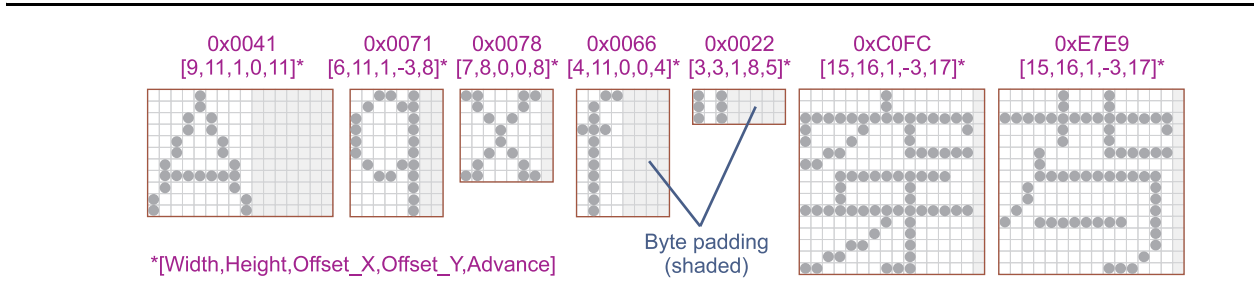 0x0041 0x0071 0x0078 0x0066 0x0022 0xC0FC 0xE7E9
[9,11,1,0,11]* [6,11,1,-3,8]* [7,8,0,0,8]* [4,11,0,0,4]* [3,3,1,8,5]* [15,16,1,-3,17]* [15,16,1,-3,17]*
Byte padding
(shaded)
*[Width,Height,Offset_X,Offset_Y,Advance]